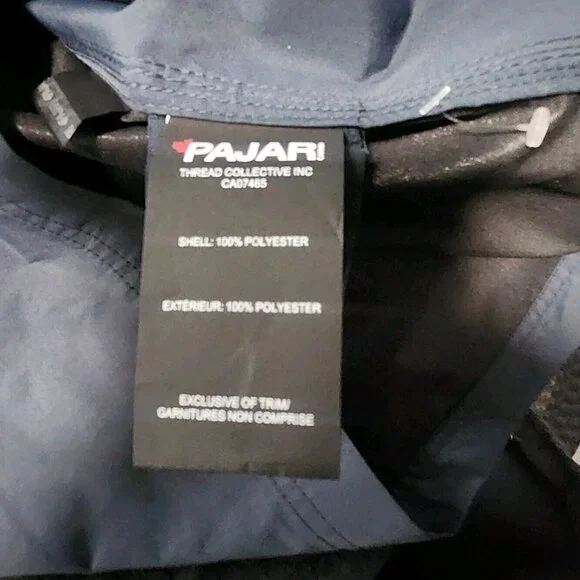 PAJAR!
THREAD COLLECTIVE INC
CA07465
SHELL: 100% POLYESTER
EXTÉRIEUR: 100% POLYESTER
EXCLUSIVE OF TRIM/
GARNITURES NON COMPRISE